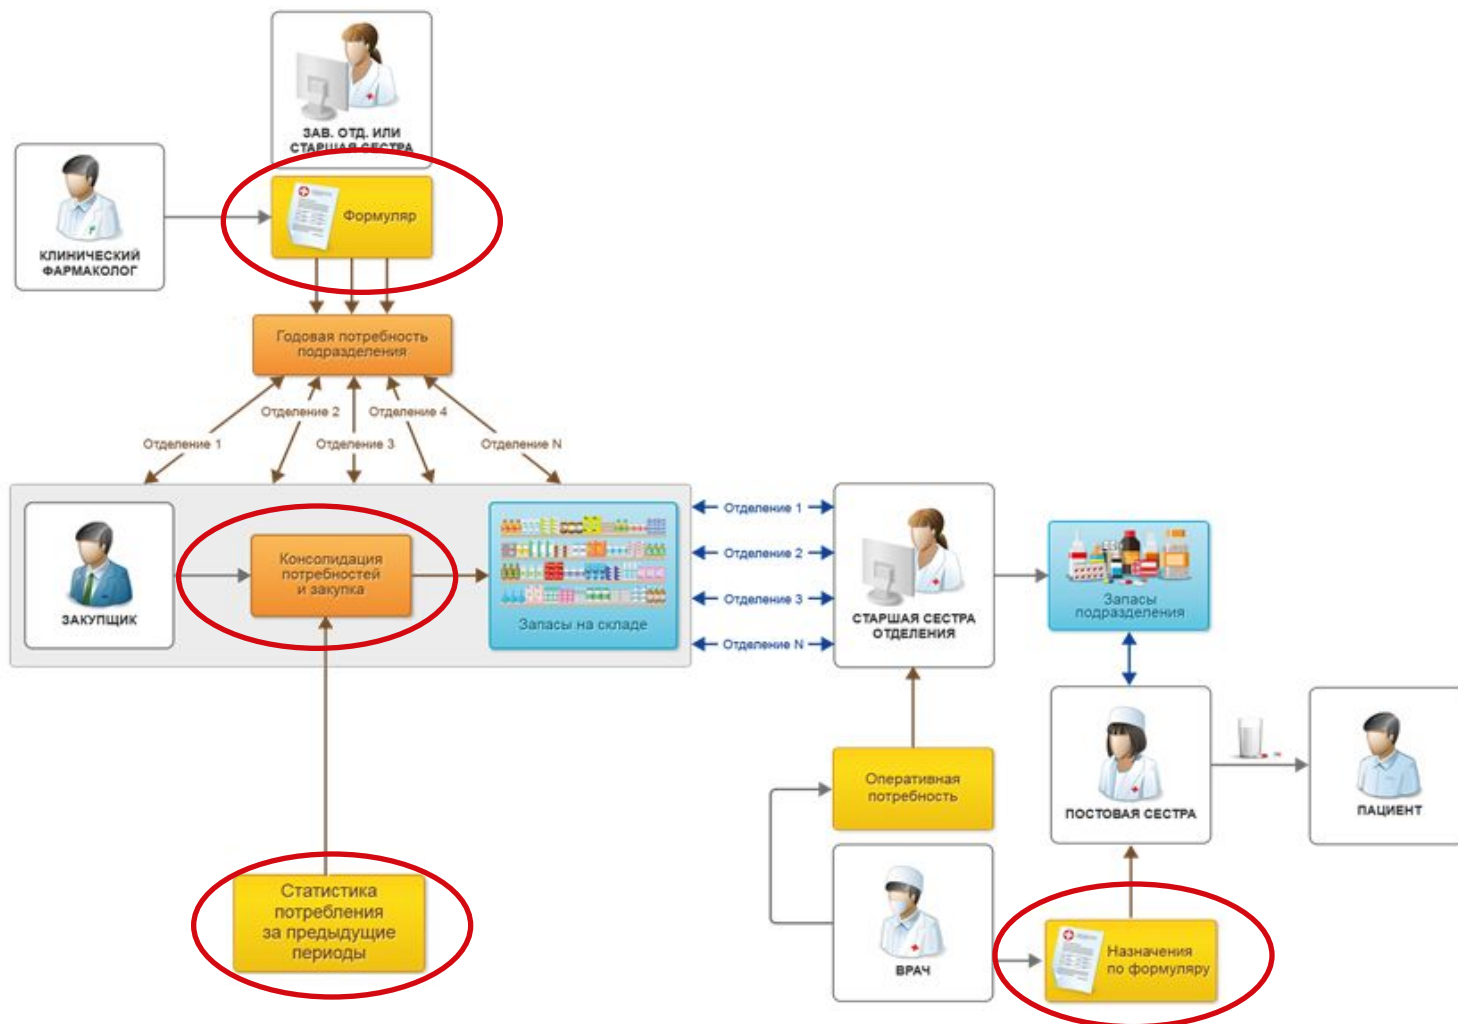 ЗАВ. ОТД. ИЛИ
СТАРШАЯ СЕСТРА
Формуляр
КЛИНИЧЕСКИЙ
ФАРМАКОЛОГ
Годовая потребность
подразделения
Отделение 1
Отделение 2
Отделение 3
Отделение 4
Отделение N
ЗАКУПЩИК
Консолидация
потребностей
и закупка
Запасы на складе
Отделение 1
Отделение 2
Отделение 3
Отделение N
СТАРШАЯ СЕСТРА
ОТДЕЛЕНИЯ
Запасы
подразделения
Оперативная
потребность
ПОСТОВАЯ СЕСТРА
ПАЦИЕНТ
Статистика
потребления
за предыдущие
периоды
ВРАЧ
Назначения
по формуляру